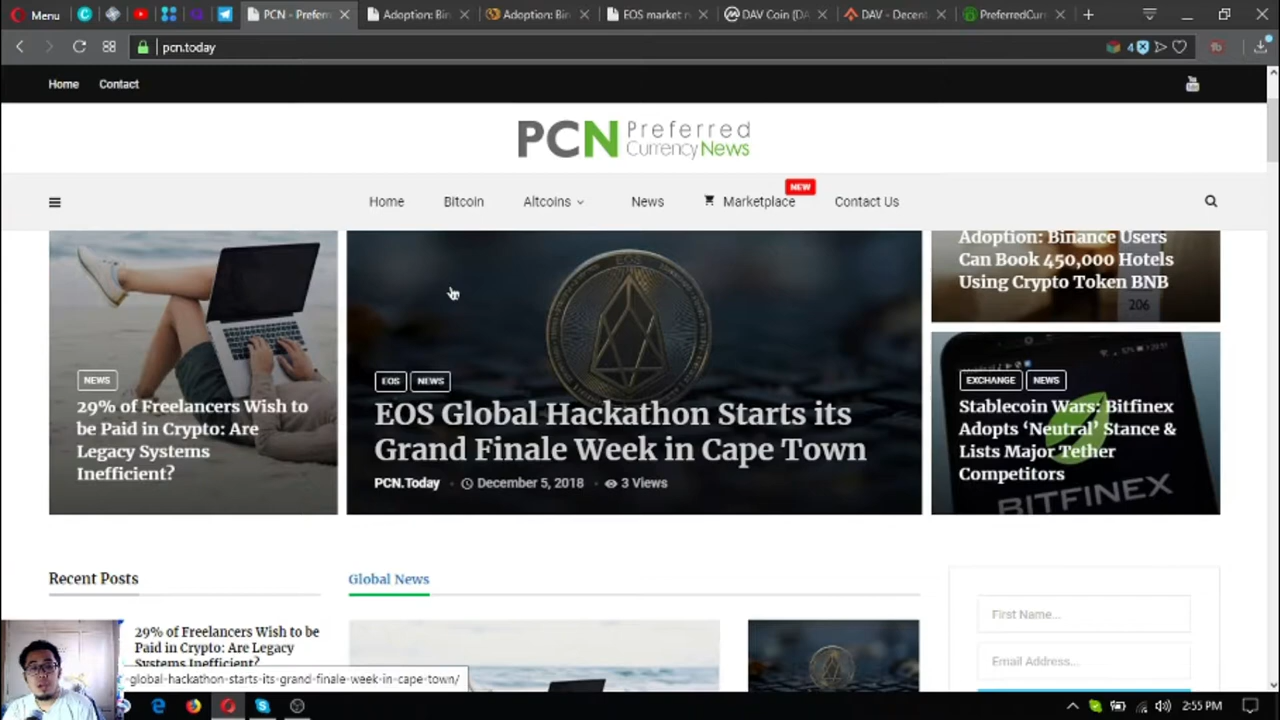 Menu
PCN - Prefer
Adoption: Bin
Adoption: Bin
EOS market r
DAV Coin (DA
DAV - Decent
PreferredCur
pcn.today
4
Home
Contact
PCN Preferred
CurrencyNews
NEW
Home
Bitcoin
Altcoins
News
Marketplace
Contact Us
NEWS
29% of Freelancers Wish to
be Paid in Crypto: Are
Legacy Systems
Inefficient?
EOS
NEWS
EOS Global Hackathon Starts its
Grand Finale Week in Cape Town
PCN.Today
December 5, 2018
3 Views
Adoption: Binance Users
Can Book 450,000 Hotels
Using Crypto Token BNB
206
EXCHANGE
NEWS
Stablecoin Wars: Bitfinex
Adopts ‘Neutral’ Stance &
Lists Major Tether
Competitors
BITFINEX
Recent Posts
Global News
First Name...
Email Address...
29% of Freelancers Wish to be
Paid in Crypto: Are Legacy
Systems Inefficient?
-global-hackathon-starts-its-grand-finale-week-in-cape-town/
2:55 PM